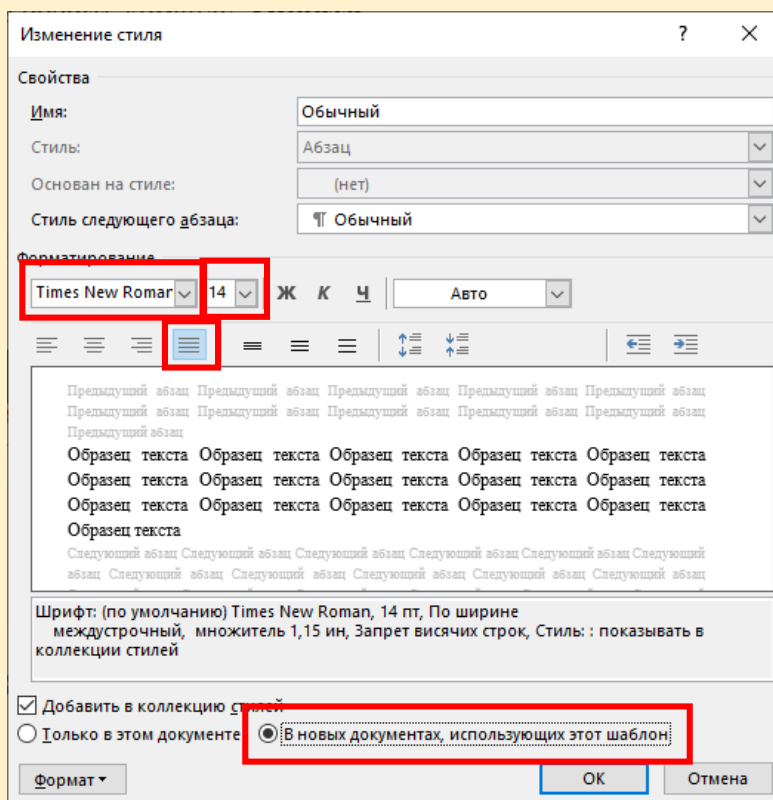 Изменение стиля ?
Свойства
Имя: Обычный
Стиль: Абзац
Основан на стиле: (нет)
Стиль следующего абзаца: ¶ Обычный
Форматирование
Times New Roman 14 Ж К Ч Авто
Предыдущий абзац Предыдущий абзац Предыдущий абзац Предыдущий абзац Предыдущий абзац
Предыдущий абзац Предыдущий абзац Предыдущий абзац Предыдущий абзац Предыдущий абзац
Предыдущий абзац
Образец текста Образец текста Образец текста Образец текста Образец текста
Образец текста Образец текста Образец текста Образец текста Образец текста
Образец текста Образец текста Образец текста Образец текста Образец текста
Образец текста
Следующий абзац Следующий абзац Следующий абзац Следующий абзац Следующий абзац Следующий
абзац Следующий абзац Следующий абзац Следующий абзац Следующий абзац Следующий абзац
Шрифт: (по умолчанию) Times New Roman, 14 пт, По ширине
междустрочный, множитель 1,15 ин, Запрет висячих строк, Стиль: : показывать в
коллекции стилей
Добавить в коллекцию стилей
Только в этом документе В новых документах, использующих этот шаблон
Формат ОК Отмена